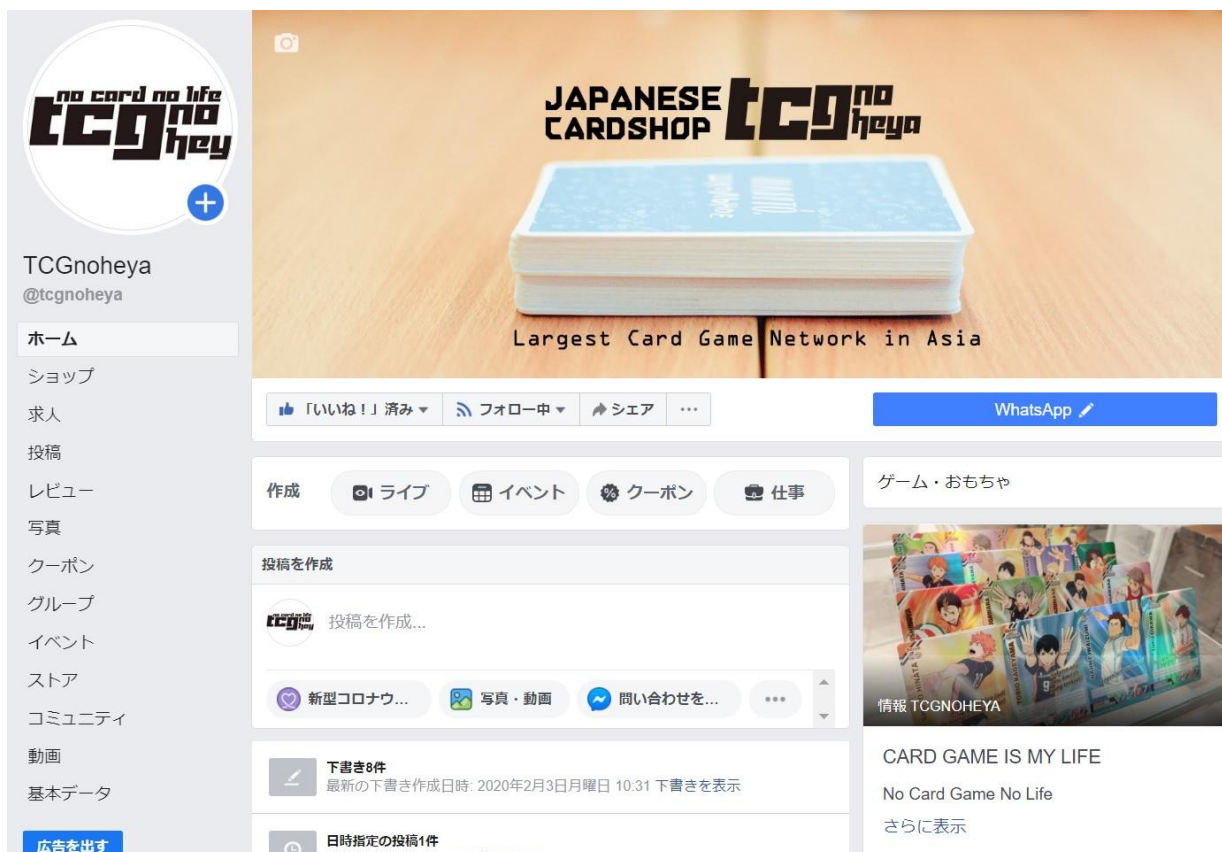 no card no life
tcg no hey
TCGnoheya
@tcgnoheya
ホーム
ショップ
求人
投稿
レビュー
写真
クーポン
グループ
イベント
ストア
コミュニティ
動画
基本データ
広告を出す
JAPANESE
CARDSHOP
tcg no heya
Largest Card Game Network in Asia
「いいね!」済み
フォロー中
シェア
...
WhatsApp
作成
ライブ
イベント
クーポン
仕事
投稿を作成
投稿を作成...
新型コロナウ...
写真・動画
問い合わせを...
...
下書き8件
最新の下書き作成日時: 2020年2月3日月曜日 10:31 下書きを表示
日時指定の投稿1件
ゲーム・おもちゃ
情報 TCGNOHEYA
CARD GAME IS MY LIFE
No Card Game No Life
さらに表示